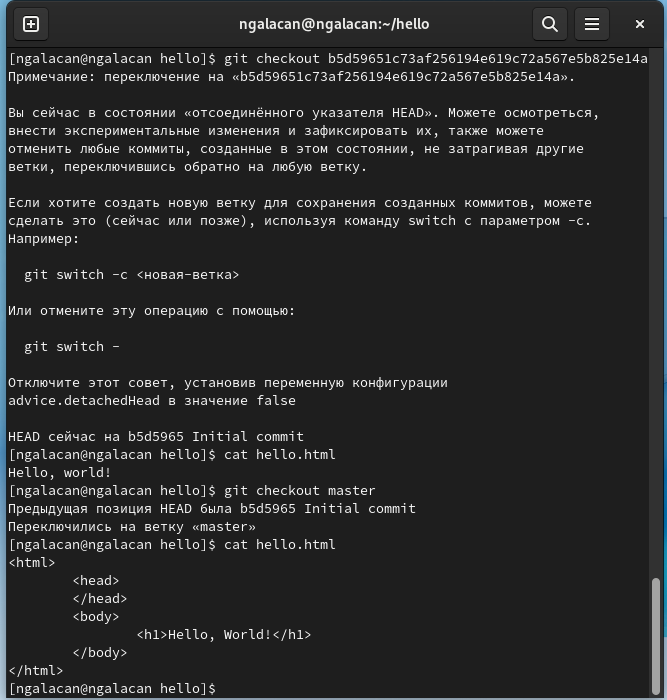 ngalacan@ngalacan:~/hello
[ngalacan@ngalacan hello]$ git checkout b5d59651c73af256194e619c72a567e5b825e14a
Примечание: переключение на «b5d59651c73af256194e619c72a567e5b825e14a».
Вы сейчас в состоянии «отсоединённого указателя HEAD». Можете осмотреться,
внести экспериментальные изменения и зафиксировать их, также можете
отменить любые коммиты, созданные в этом состоянии, не затрагивая другие
ветки, переключившись обратно на любую ветку.
Если хотите создать новую ветку для сохранения созданных коммитов, можете
сделать это (сейчас или позже), используя команду switch с параметром -c.
Например:
git switch -c <новая-ветка>
Или отмените эту операцию с помощью:
git switch -
Отключите этот совет, установив переменную конфигурации
advice.detachedHead в значение false
HEAD сейчас на b5d5965 Initial commit
[ngalacan@ngalacan hello]$ cat hello.html
Hello, world!
[ngalacan@ngalacan hello]$ git checkout master
Предыдущая позиция HEAD была b5d5965 Initial commit
Переключились на ветку «master»
[ngalacan@ngalacan hello]$ cat hello.html
<html>
<head>
</head>
<body>
<h1>Hello, World!</h1>
</body>
</html>
[ngalacan@ngalacan hello]$